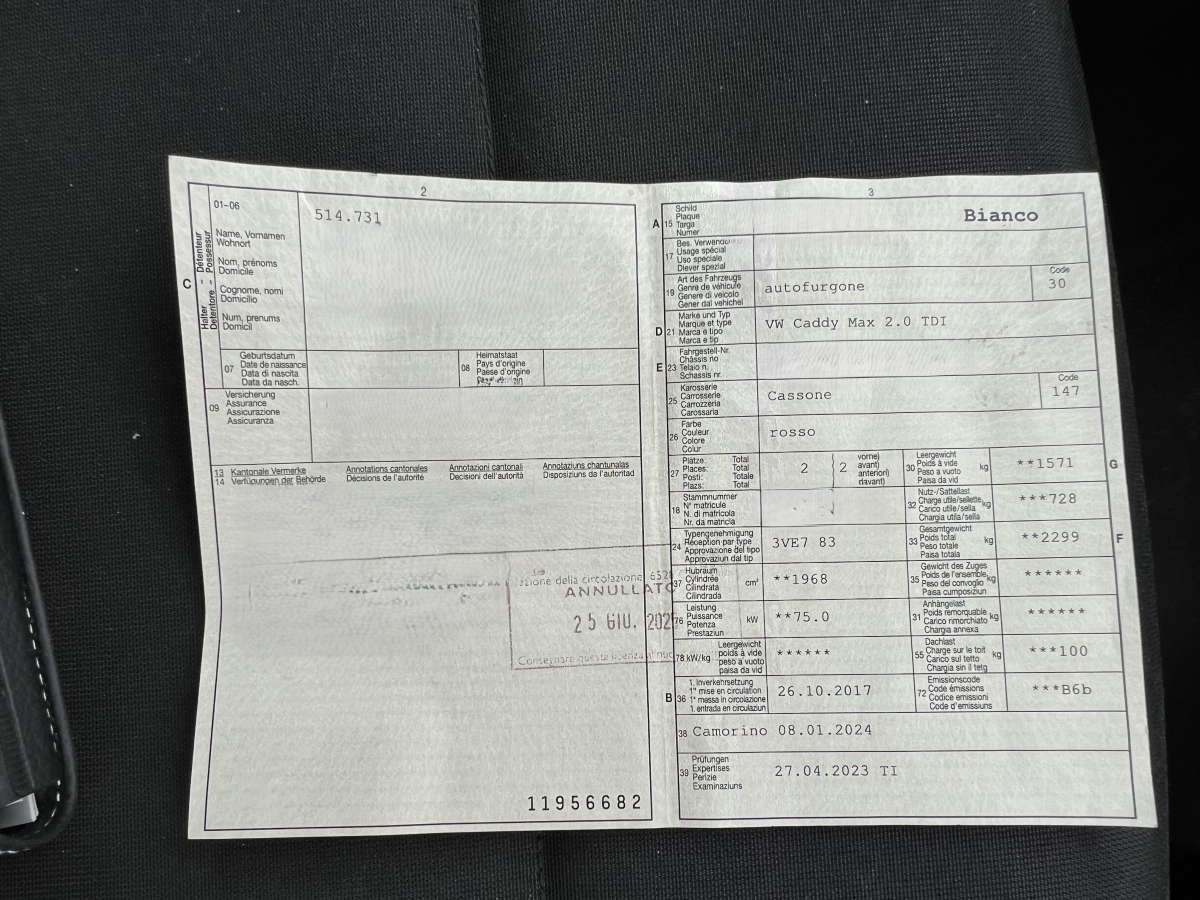 2
01-06
514.731
Name, Vornamen
Wohnort
Nom, prénoms
Domicile
Cognome, nomi
Domicilio
Num, prenums
Domicil
C
Halter - Détenteur
Detentore - Possessur
07
Geburtsdatum
Date de naissance
Data di nascita
Data da nasch.
08
Heimatstaat
Pays d'origine
Paese d'origine
09
Versicherung
Assurance
Assicurazione
Assicuranza
13 Kantonale Vermerke Annotations cantonales Annotazioni cantonali Annotaziuns chantunalas
14 Verfügungen der Behörde Décisions de l'autorité Decisioni dell'autorità Disposiziuns da l'autoritad
zione della circolazione 652
ANNULLATO
25 GIU. 202
Consegnare questa licenza
11956682
3
A 15
Schild
Plaque
Targa
Numer
Bianco
17
Bes. Verwendu
Usage spécial
Uso speciale
Diever spezial
19
Art des Fahrzeugs
Genre de véhicule
Genere di veicolo
Gener dal vehichel
autofurgone
Code
30
D 21
Marke und Typ
Marque et type
Marca e tipo
Marca e tip
VW Caddy Max 2.0 TDI
E 23
Fahrgestell-Nr.
Châssis no
Telaio n.
Schassis nr.
25
Karosserie
Carrosserie
Carrozzeria
Carossaria
Cassone
Code
147
26
Farbe
Couleur
Colore
Colur
rosso
27
Plätze: Total
Places: Total
Posti: Totale
Plazs: Total
2
2
vorne)
avant)
anteriori)
davant)
30
Leergewicht
Poids à vide
Peso a vuoto
Paisa da vid
kg
**1571
G
18
Stammnummer
N° matricule
N. di matricola
Nr. da matricla
32
Nutz-/Sattellast
Charge utile/sellette
Carico utile/sella
Chargia utila/sella
kg
***728
24
Typengenehmigung
Réception par type
Approvazione del tipo
Approvaziun dal tip
3VE7 83
33
Gesamtgewicht
Poids total
Peso totale
Paisa totala
kg
**2299
F
37
Hubraum
Cylindrée
Cilindrata
Cilindrada
cm³
**1968
35
Gewicht des Zuges
Poids de l'ensemble
Peso del convoglio
Paisa cumposiziun
kg
******
76
Leistung
Puissance
Potenza
Prestaziun
kW
**75.0
31
Anhängelast
Poids remorquable
Carico rimorchiato
Chargia annexa
kg
******
78 kW/kg
Leergewicht
poids à vide
peso a vuoto
paisa da vid
******
55
Dachlast
Charge sur le toit
Carico sul tetto
Chargia sin il tetg
kg
***100
B 36
1. Inverkehrsetzung
1re mise en circulation
1a messa in circolazione
1. entrada en circulaziun
26.10.2017
72
Emissionscode
Code émissions
Codice emissioni
Code d'emissiuns
***B6b
38 Camorino 08.01.2024
39
Prüfungen
Expertises
Perizie
Examinaziuns
27.04.2023 TI